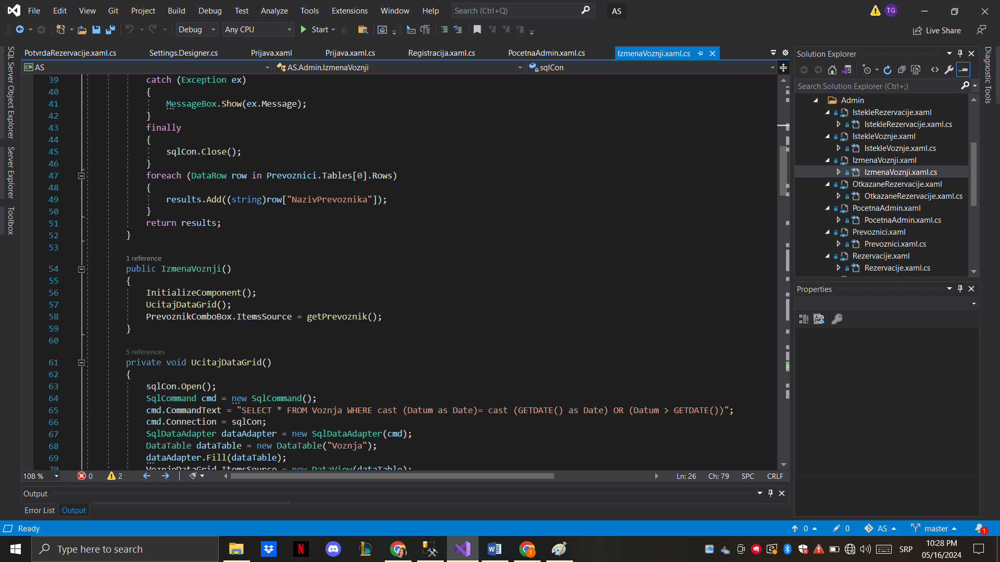 File Edit View Git Project Build Debug Test Analyze Tools Extensions Window Help Search (Ctrl+Q) AS TG
Debug Any CPU Start Live Share
PotvrdaRezervacije.xaml.cs Settings.Designer.cs Prijava.xaml Prijava.xaml.cs Registracija.xaml.cs PocetnaAdmin.xaml.cs IzmenaVoznji.xaml.cs
C# AS AS.Admin.IzmenaVoznji sqlCon
SQL Server Object Explorer
Server Explorer
Toolbox
39 catch (Exception ex)
40 {
41 MessageBox.Show(ex.Message);
42 }
43 finally
44 {
45 sqlCon.Close();
46 }
47 foreach (DataRow row in Prevoznici.Tables[0].Rows)
48 {
49 results.Add((string)row["NazivPrevoznika"]);
50 }
51 return results;
52 }
53
1 reference
54 public IzmenaVoznji()
55 {
56 InitializeComponent();
57 UcitajDataGrid();
58 PrevoznikComboBox.ItemsSource = getPrevoznik();
59 }
60
5 references
61 private void UcitajDataGrid()
62 {
63 sqlCon.Open();
64 SqlCommand cmd = new SqlCommand();
65 cmd.CommandText = "SELECT * FROM Voznja WHERE cast (Datum as Date)= cast (GETDATE() as Date) OR (Datum > GETDATE())";
66 cmd.Connection = sqlCon;
67 SqlDataAdapter dataAdapter = new SqlDataAdapter(cmd);
68 DataTable dataTable = new DataTable("Voznja");
69 dataAdapter.Fill(dataTable);
70 VoznjeDataGrid.ItemsSource = new DataView(dataTable);
108 % 0 2 Ln: 26 Ch: 79 SPC CRLF
Output
Error List Output
Solution Explorer
Search Solution Explorer (Ctrl+;)
Admin
IstekleRezervacije.xaml
IstekleRezervacije.xaml.cs
IstekleVoznje.xaml
IstekleVoznje.xaml.cs
IzmenaVoznji.xaml
IzmenaVoznji.xaml.cs
OtkazaneRezervacije.xaml
OtkazaneRezervacije.xaml.cs
PocetnaAdmin.xaml
PocetnaAdmin.xaml.cs
Prevoznici.xaml
Prevoznici.xaml.cs
Rezervacije.xaml
Rezervacije.xaml.cs
Properties
Diagnostic Tools
Ready 0 0 AS master 1
Type here to search SRP 10:28 PM
05/16/2024